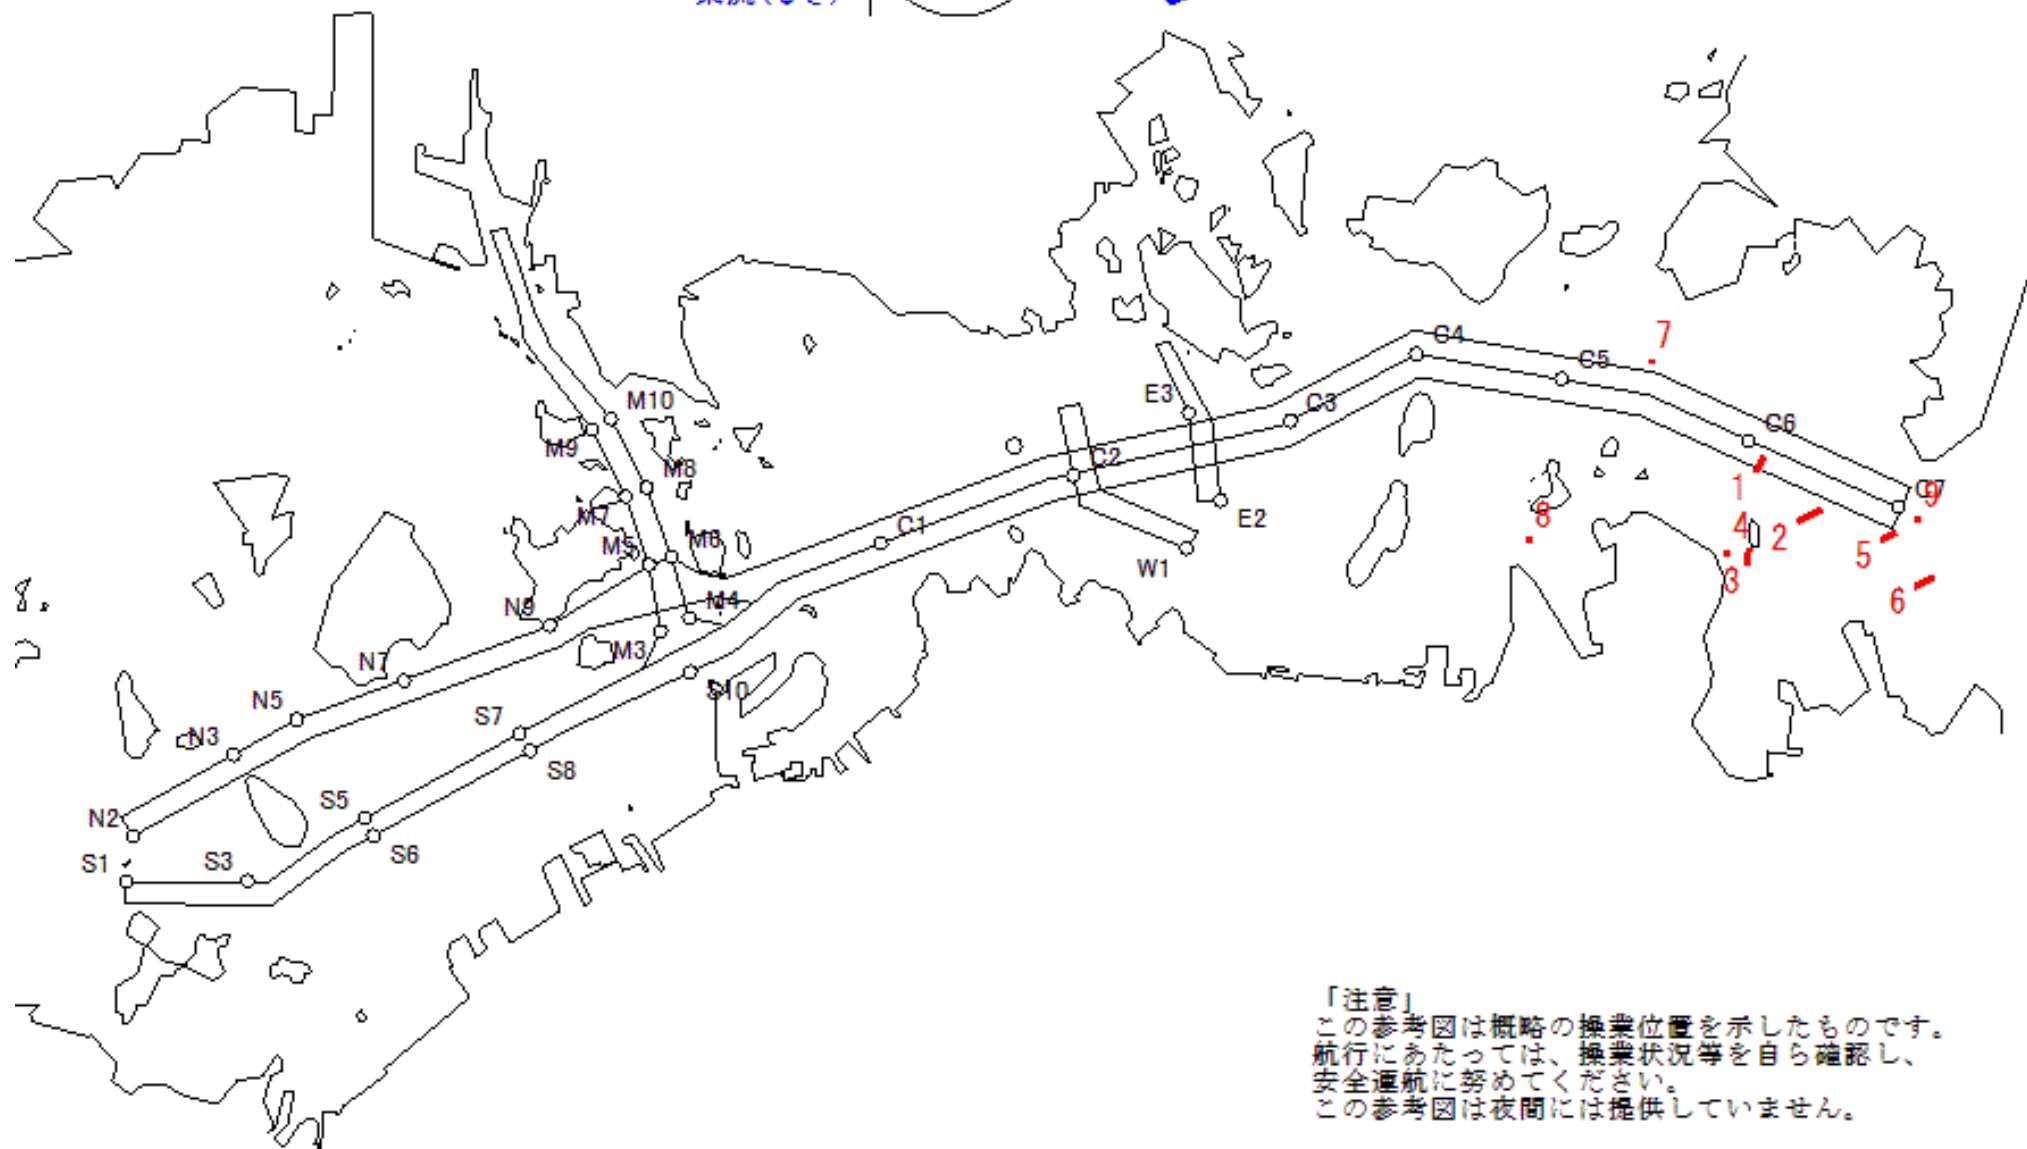 C4
7
C5
M10
E3
C3
C6
M9
M8
C2
1
C7
9
M7
C1
E2
8
4
2
M5
M6
W1
5
3
N9
M4
6
M3
N7
S10
N5
S7
N3
S8
S5
N2
S6
S1
S3
「注意」
この参考図は概略の操業位置を示したものです。
航行にあたっては、操業状況等を自ら確認し、
安全運航に努めてください。
この参考図は夜間には提供していません。